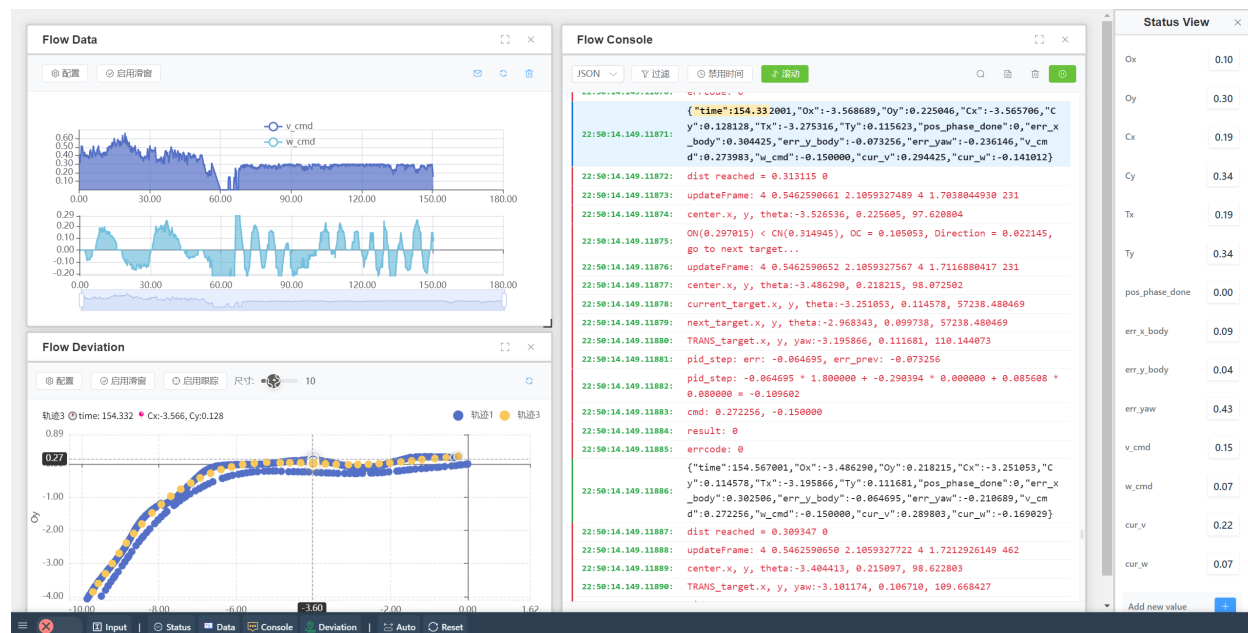 Flow Data
配置
启用滑窗
v_cmd
w_cmd
0.60
0.50
0.40
0.30
0.20
0.10
0.00 30.00 60.00 90.00 120.00 150.00 180.00
0.29
0.20
0.10
0.00
-0.10
-0.20
0.00 30.00 60.00 90.00 120.00 150.00 180.00
Flow Deviation
配置
启用滑窗
启用跟踪
尺寸:
10
轨迹3 time: 154.332 Cx:-3.566, Cy:0.128
轨迹1
轨迹3
0.89
0.27
-1.00
-2.00
-3.00
-4.00
Oy
-10.00 -8.00 -6.00 -3.60 -2.00 0.00 1.62
Flow Console
JSON
过滤
禁用时间
滚动
22:50:14.149.11870: errcode: 0
22:50:14.149.11871: {"time":154.332001,"Ox":-3.568689,"Oy":0.225046,"Cx":-3.565706,"C
y":0.128128,"Tx":-3.275316,"Ty":0.115623,"pos_phase_done":0,"err_x
_body":0.304425,"err_y_body":-0.073256,"err_yaw":-0.236146,"v_cm
d":0.273983,"w_cmd":-0.150000,"cur_v":0.294425,"cur_w":-0.141012}
22:50:14.149.11872: dist reached = 0.313115 0
22:50:14.149.11873: updateFrame: 4 0.5462590661 2.1059327489 4 1.7038044930 231
22:50:14.149.11874: center.x, y, theta:-3.526536, 0.225605, 97.620804
22:50:14.149.11875: ON(0.297015) < CN(0.314945), OC = 0.105053, Direction = 0.022145,
go to next target...
22:50:14.149.11876: updateFrame: 4 0.5462590652 2.1059327567 4 1.7116880417 231
22:50:14.149.11877: center.x, y, theta:-3.486290, 0.218215, 98.072502
22:50:14.149.11878: current_target.x, y, theta:-3.251053, 0.114578, 57238.480469
22:50:14.149.11879: next_target.x, y, theta:-2.968343, 0.099738, 57238.480469
22:50:14.149.11880: TRANS_target.x, y, yaw:-3.195866, 0.111681, 110.144073
22:50:14.149.11881: pid_step: err: -0.064695, err_prev: -0.073256
22:50:14.149.11882: pid_step: -0.064695 * 1.800000 + -0.290394 * 0.000000 + 0.085608 *
0.080000 = -0.109602
22:50:14.149.11883: cmd: 0.272256, -0.150000
22:50:14.149.11884: result: 0
22:50:14.149.11885: errcode: 0
22:50:14.149.11886: {"time":154.567001,"Ox":-3.486290,"Oy":0.218215,"Cx":-3.251053,"C
y":0.114578,"Tx":-3.195866,"Ty":0.111681,"pos_phase_done":0,"err_x
_body":0.302506,"err_y_body":-0.064695,"err_yaw":-0.210689,"v_cm
d":0.272256,"w_cmd":-0.150000,"cur_v":0.289803,"cur_w":-0.169029}
22:50:14.149.11887: dist reached = 0.309347 0
22:50:14.149.11888: updateFrame: 4 0.5462590650 2.1059327722 4 1.7212926149 462
22:50:14.149.11889: center.x, y, theta:-3.404413, 0.215097, 98.622803
22:50:14.149.11890: TRANS_target.x, y, yaw:-3.101174, 0.106710, 109.668427
Status View
Ox 0.10
Oy 0.30
Cx 0.19
Cy 0.34
Tx 0.19
Ty 0.34
pos_phase_done 0.00
err_x_body 0.09
err_y_body 0.04
err_yaw 0.43
v_cmd 0.15
w_cmd 0.07
cur_v 0.22
cur_w 0.07
Add new value
Input | Status Data Console Deviation | Auto Reset